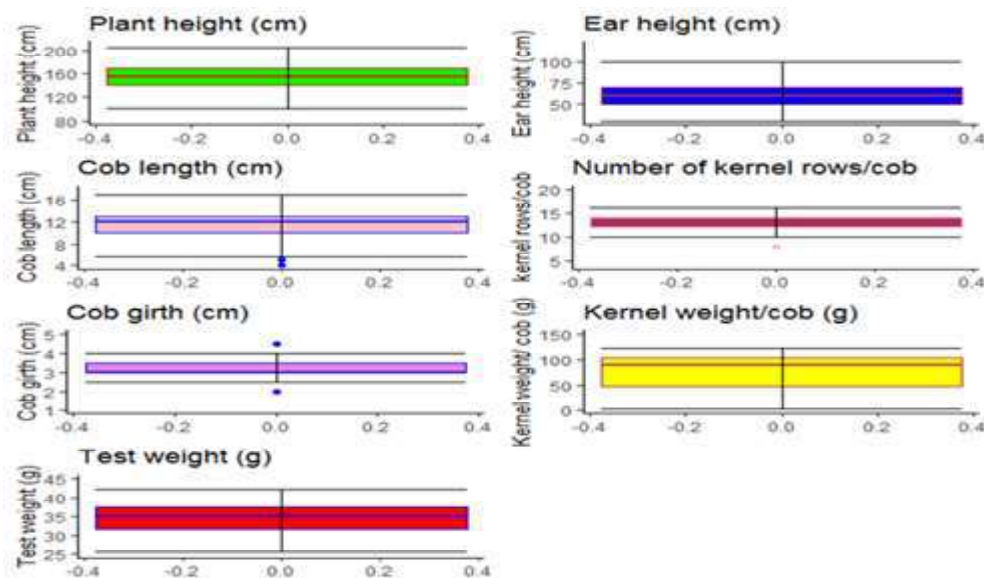 Plant height (cm)
Plant height (cm)
200
160
120
80
-0.4 -0.2 0.0 0.2 0.4
Ear height (cm)
Ear height (cm)
100
75
50
-0.4 -0.2 0.0 0.2 0.4
Cob length (cm)
Cob length (cm)
16
12
8
4
-0.4 -0.2 0.0 0.2 0.4
Number of kernel rows/cob
kernel rows/cob
20
15
10
5
-0.4 -0.2 0.0 0.2 0.4
Cob girth (cm)
Cob girth (cm)
5
4
3
2
1
-0.4 -0.2 0.0 0.2 0.4
Kernel weight/cob (g)
Kernel weight/ cob (g)
150
100
50
0
-0.4 -0.2 0.0 0.2 0.4
Test weight (g)
Test weight (g)
45
40
35
30
25
-0.4 -0.2 0.0 0.2 0.4